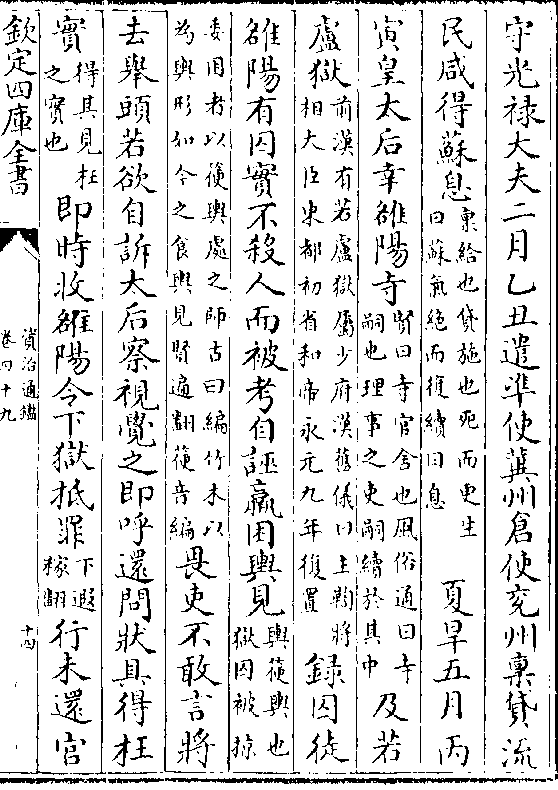 守光禄大夫二月乙丑遣凖使冀州倉使兖州稟貸流
民咸得蘇息稟給也貸施也死而更生曰蘇氣絶而復續曰息夏旱五月丙
寅皇太后幸雒陽寺賢曰寺官舍也風俗通曰寺嗣也理事之吏嗣續於其中及若
盧獄前漢有若盧獄屬少府漢舊儀曰主鞠將相大臣東都初省和帝永元九年復置錄囚徒
雒陽有囚實不殺人而被考自誣羸困輿見輿箯輿也獄囚被掠
委困者以箯輿處之師古曰編竹木以為輿形如今之食輿見賢遍翻箯音編畏吏不敢言將
去舉頭若欲自訴太后察視覺之即呼還問狀具得枉
實得其見枉之實也即時收雒陽令下獄抵罪下遐稼翻行未還宫
欽定四庫全書
資治通鑑
卷四十九
十四